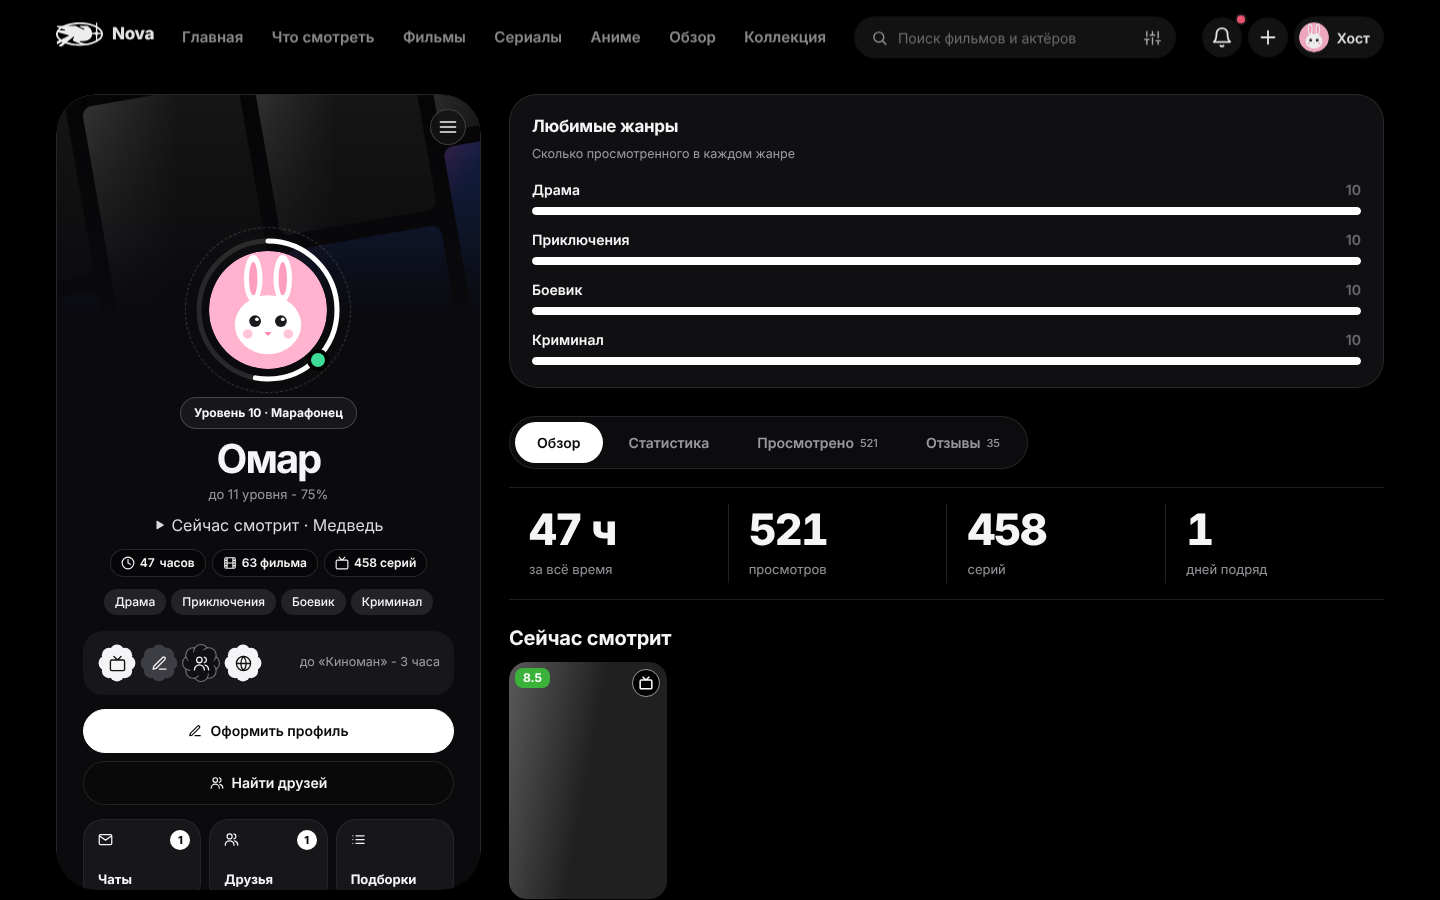 Nova
Главная
Что смотреть
Фильмы
Сериалы
Аниме
Обзор
Коллекция
Поиск фильмов и актёров
Хост
Уровень 10 · Марафонец
Омар
до 11 уровня - 75%
Сейчас смотрит · Медведь
47 часов
63 фильма
458 серий
Драма
Приключения
Боевик
Криминал
до «Киноман» - 3 часа
Оформить профиль
Найти друзей
1
Чаты
1
Друзья
Подборки
Любимые жанры
Сколько просмотренного в каждом жанре
Драма 10
Приключения 10
Боевик 10
Криминал 10
Обзор
Статистика
Просмотрено 521
Отзывы 35
47 ч
за всё время
521
просмотров
458
серий
1
дней подряд
Сейчас смотрит
8.5